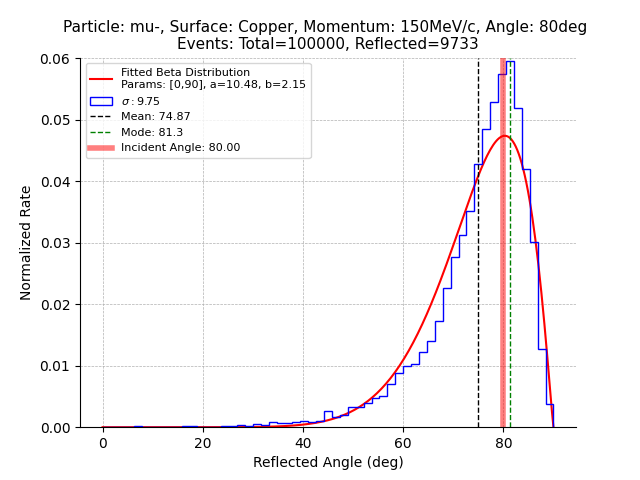 Particle: mu-, Surface: Copper, Momentum: 150MeV/c, Angle: 80deg
Events: Total=100000, Reflected=9733
Fitted Beta Distribution
Params: [0,90], a=10.48, b=2.15
σ: 9.75
Mean: 74.87
Mode: 81.3
Incident Angle: 80.00
0.06
0.05
0.04
0.03
0.02
0.01
0.00
Normalized Rate
0 20 40 60 80
Reflected Angle (deg)